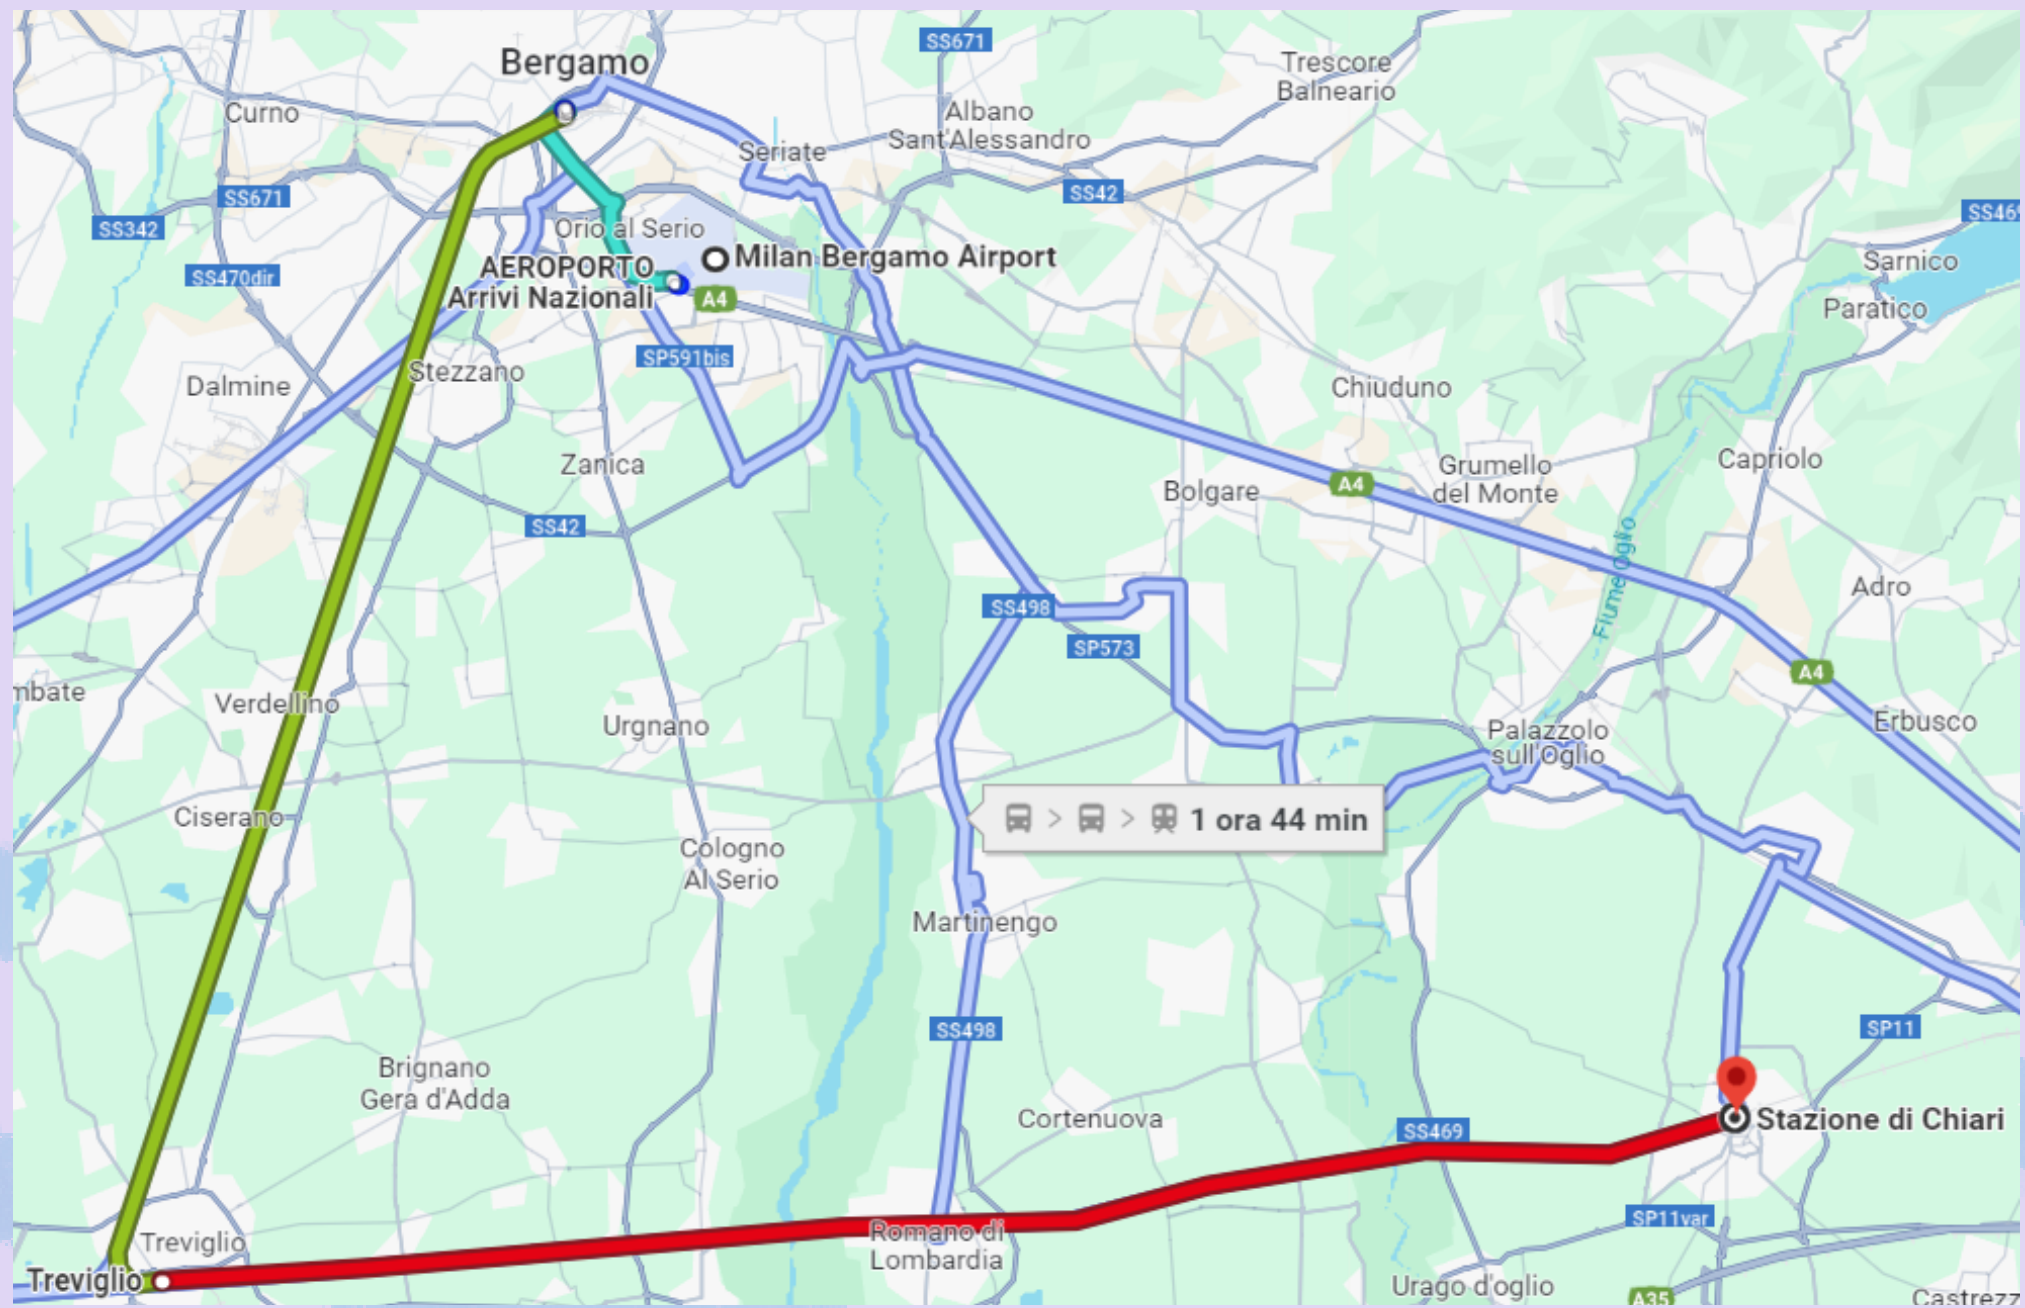 SS671
Bergamo
Trescore
Balneario
Curno
Albano
Sant'Alessandro
Seriate
SS671
SS42
SS342
SS469
Orio al Serio
Milan Bergamo Airport
AEROPORTO
Arrivi Nazionali
SS470dir
A4
Sarnico
Paratico
SP591bis
Stezzano
Dalmine
Chiuduno
Zanica
Grumello
del Monte
Capriolo
A4
Bolgare
SS42
Fiume Oglio
Adro
SS498
SP573
A4
mbate
Verdellino
Urgnano
Palazzolo
sull'Oglio
Erbusco
Ciserano
> > 1 ora 44 min
Cologno
Al Serio
Martinengo
SS498
SP11
Brignano
Gera d'Adda
Cortenuova
SS469
Stazione di Chiari
SP11var
Treviglio
Romano di
Lombardia
Treviglio
Urago d'oglio
A35
Castrezz